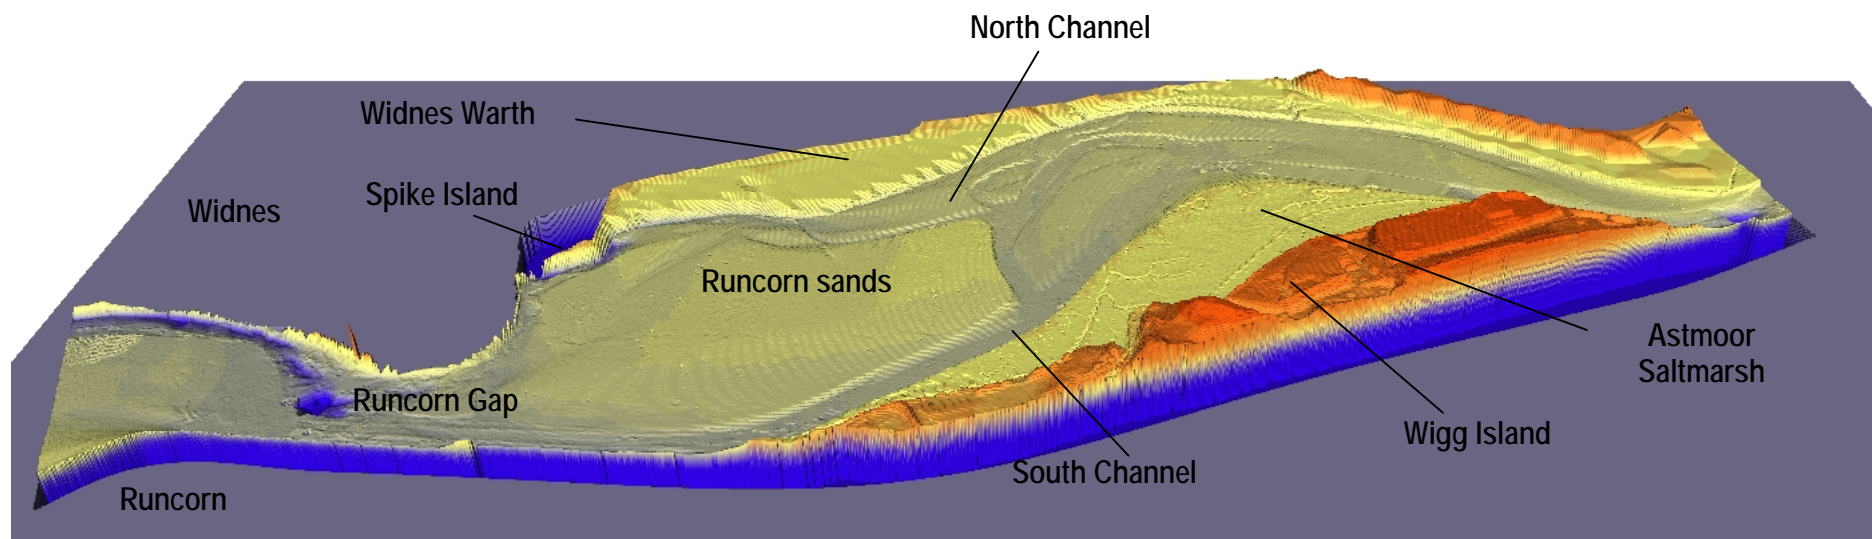 North Channel
Widnes Warth
Spike Island
Widnes
Runcorn sands
Astmoor
Saltmarsh
Runcorn Gap
Wigg Island
South Channel
Runcorn